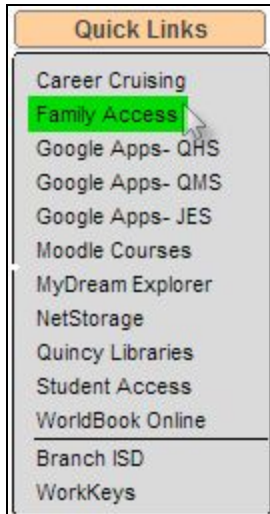 Quick Links
Career Cruising
Family Access
Google Apps- QHS
Google Apps- QMS
Google Apps- JES
Moodle Courses
MyDream Explorer
NetStorage
Quincy Libraries
Student Access
WorldBook Online
Branch ISD
WorkKeys